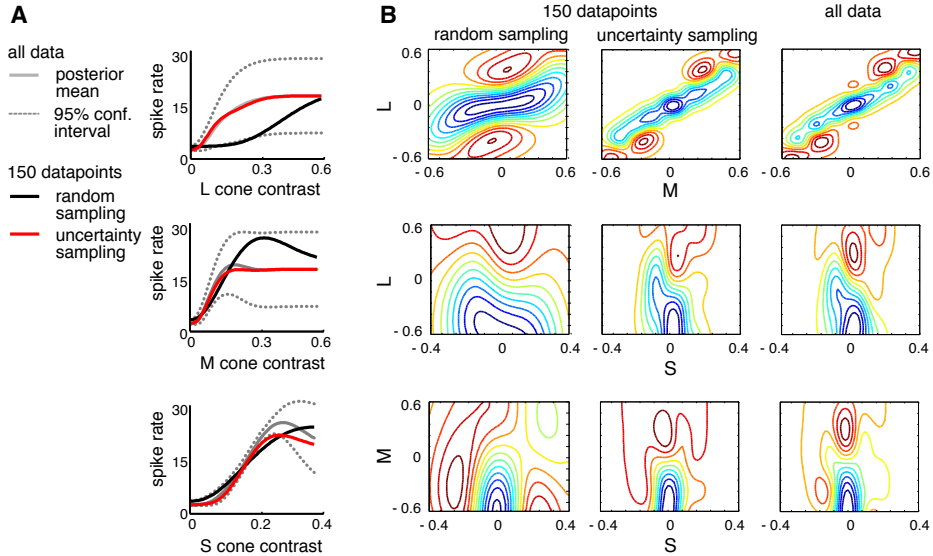 A
all data
posterior
mean
95% conf.
interval
150 datapoints
random
sampling
uncertainty
sampling
spike rate
30
15
0
0
0.3
0.6
L cone contrast
spike rate
30
15
0
0
0.3
0.6
M cone contrast
spike rate
30
15
0
0
0.2
0.4
S cone contrast
B
150 datapoints
all data
random sampling
uncertainty sampling
L
0.6
0
- 0.6
- 0.6
0
0.6
- 0.6
0
0.6
- 0.6
0
0.6
M
L
0.6
0
- 0.6
- 0.4
0
0.4
- 0.4
0
0.4
- 0.4
0
0.4
S
M
0.6
0
- 0.6
- 0.4
0
0.4
- 0.4
0
0.4
- 0.4
0
0.4
S